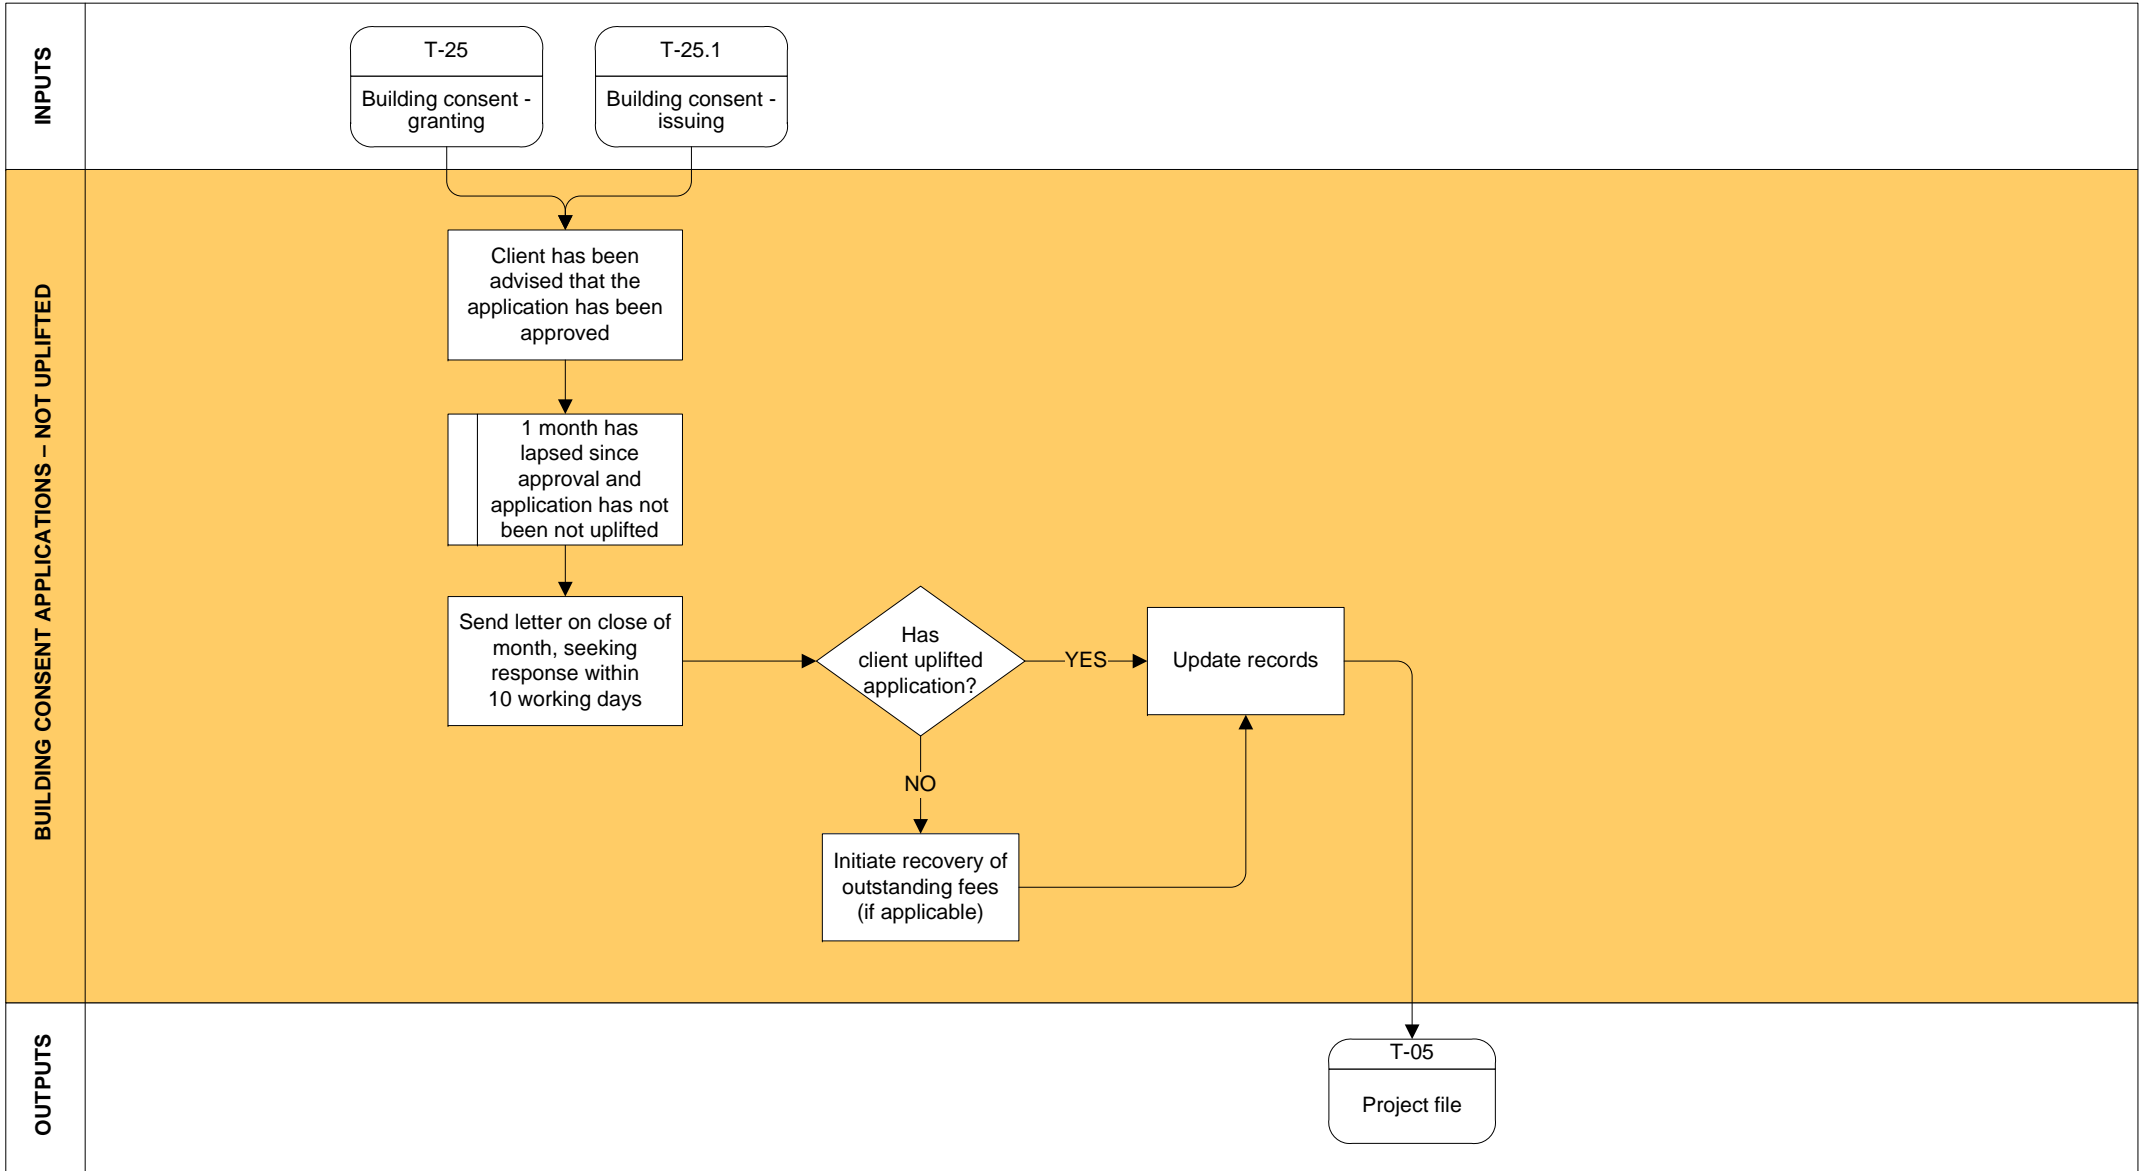 INPUTS
T-25
Building consent -
granting
T-25.1
Building consent -
issuing
BUILDING CONSENT APPLICATIONS – NOT UPLIFTED
Client has been
advised that the
application has been
approved
1 month has
lapsed since
approval and
application has not
been not uplifted
Send letter on close of
month, seeking
response within
10 working days
Has
client uplifted
application?
YES
Update records
NO
Initiate recovery of
outstanding fees
(if applicable)
OUTPUTS
T-05
Project file